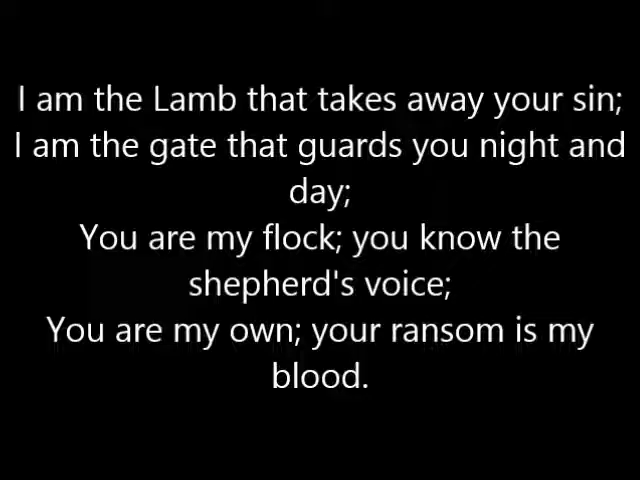 I am the Lamb that takes away your sin;
I am the gate that guards you night and
day;
You are my flock; you know the
shepherd's voice;
You are my own; your ransom is my
blood.